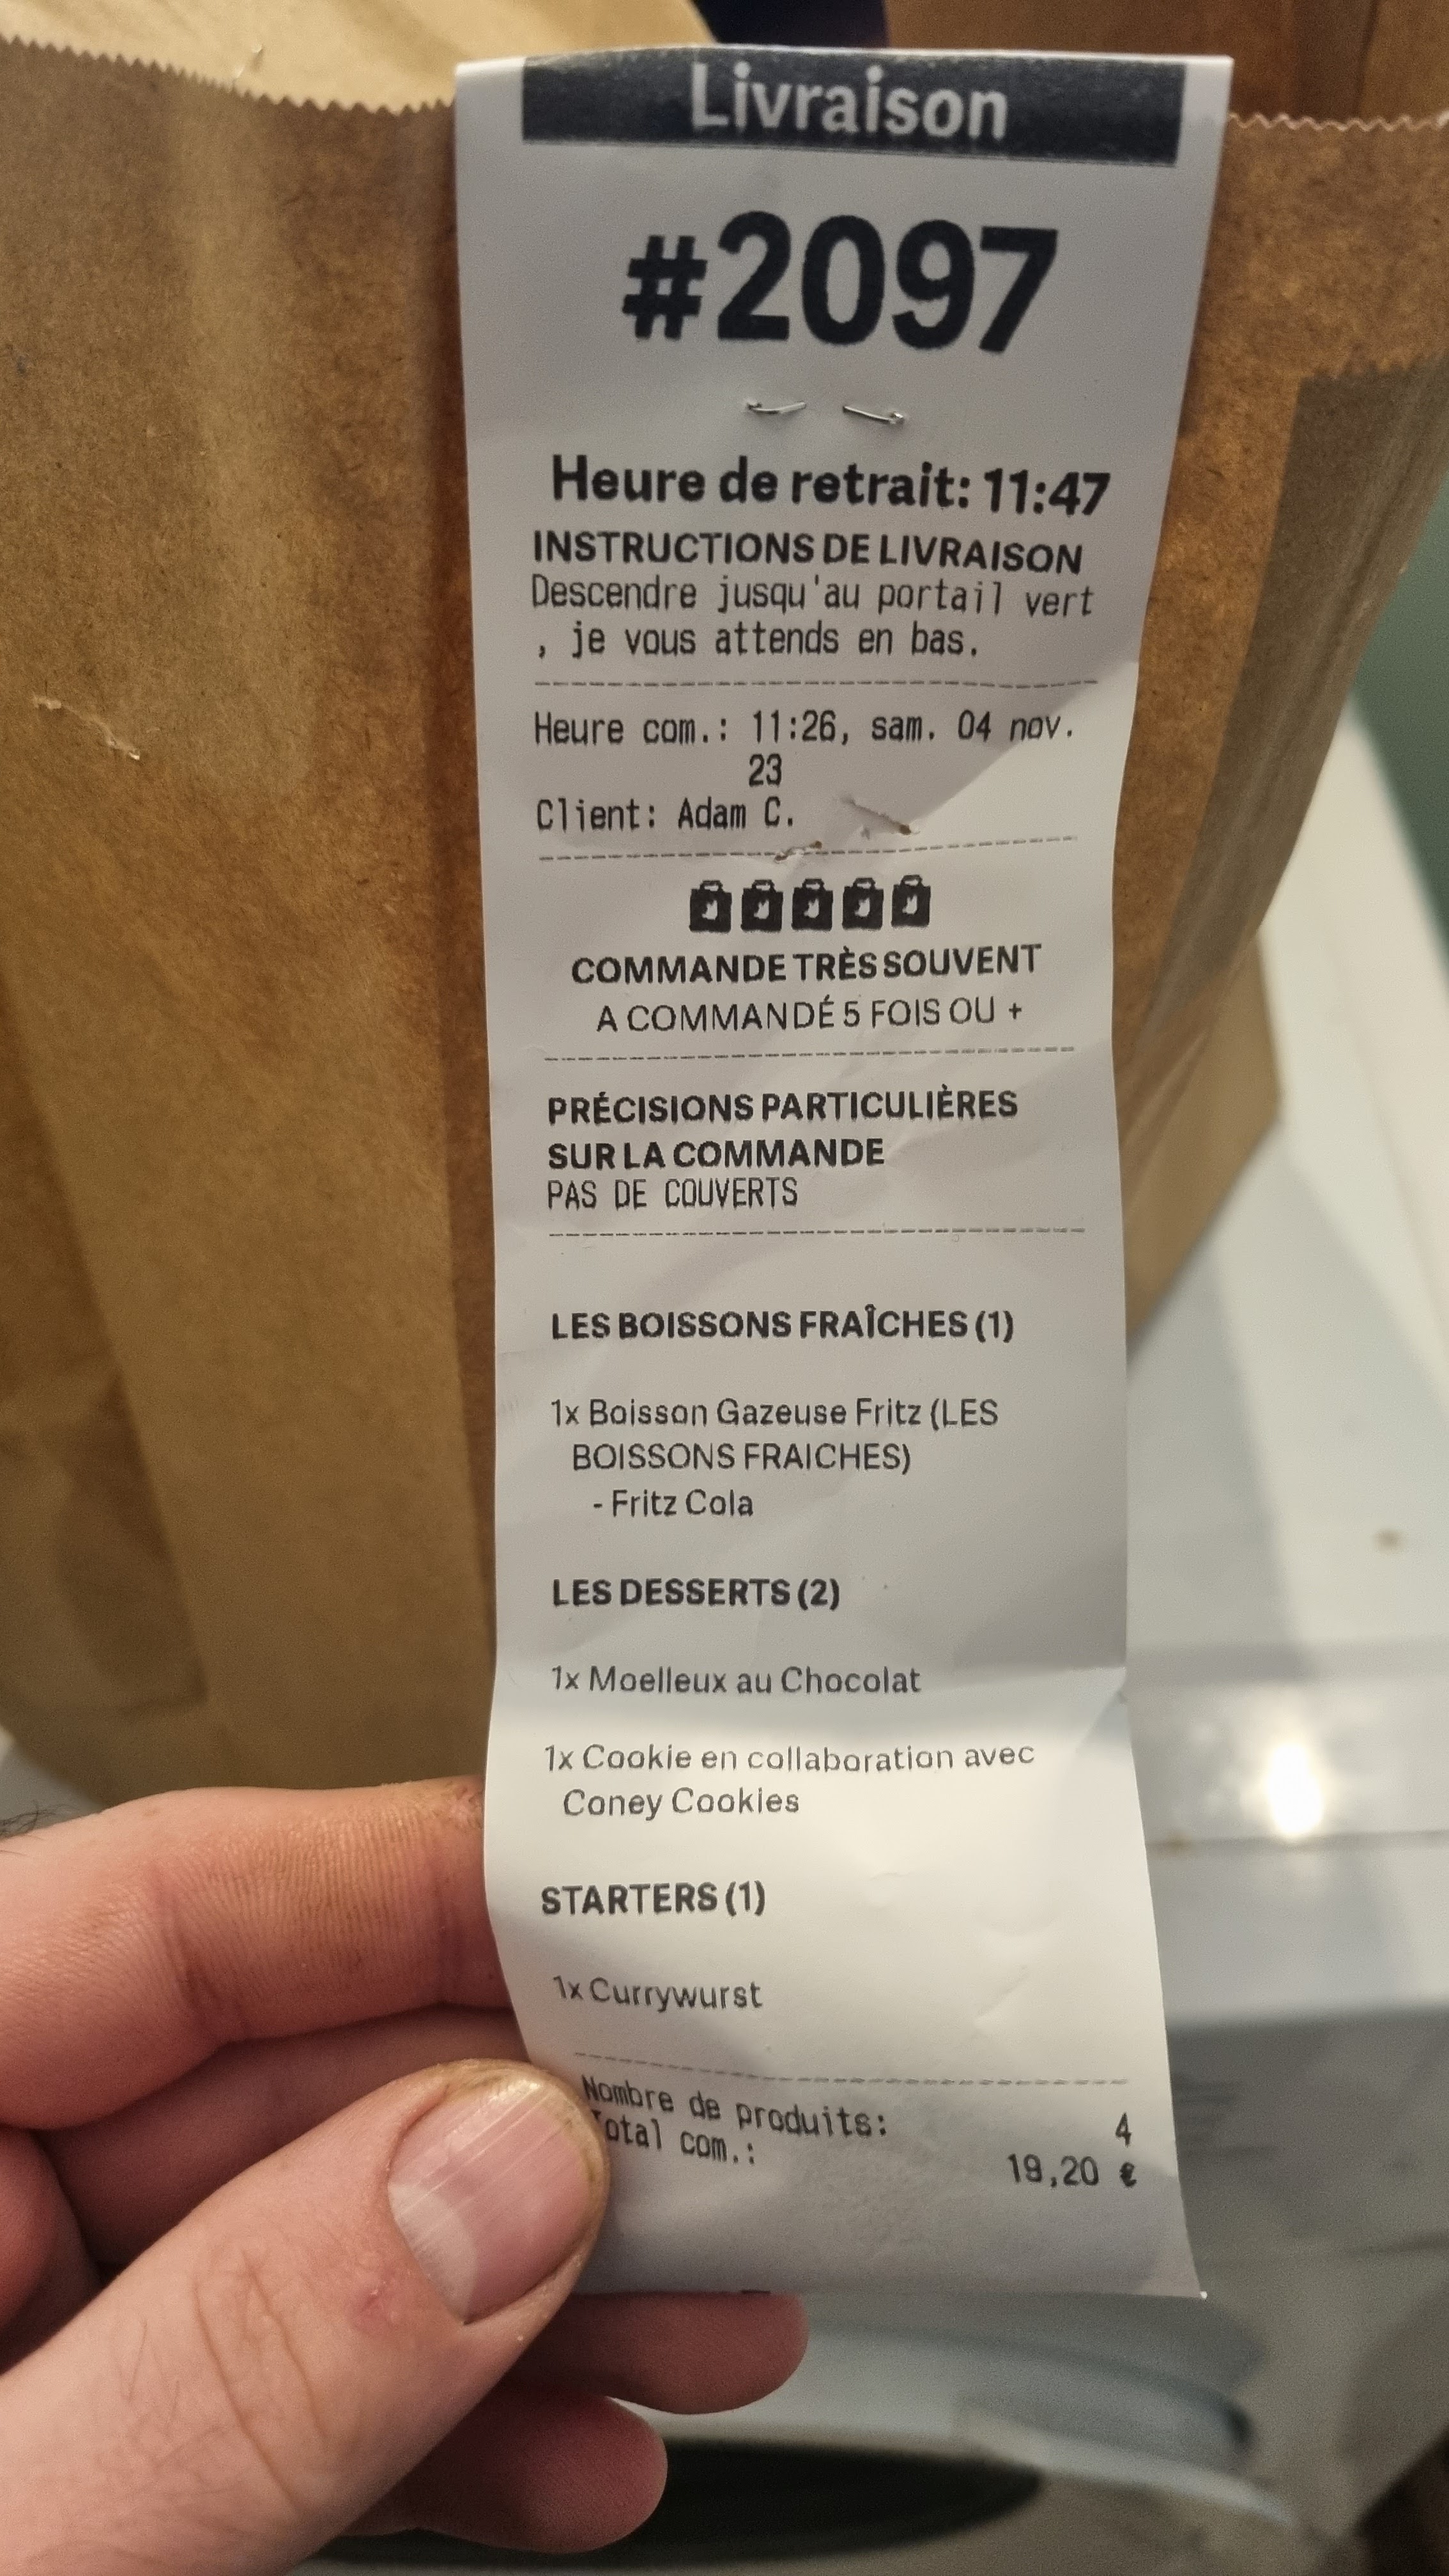 Livraison
#2097
Heure de retrait: 11:47
INSTRUCTIONS DE LIVRAISON
Descendre jusqu'au portail vert
, je vous attends en bas.
Heure com.: 11:26, sam. 04 nov.
23
Client: Adam C.
COMMANDE TRÈS SOUVENT
A COMMANDÉ 5 FOIS OU +
PRÉCISIONS PARTICULIÈRES
SUR LA COMMANDE
PAS DE COUVERTS
LES BOISSONS FRAÎCHES (1)
1x Boisson Gazeuse Fritz (LES
BOISSONS FRAICHES)
- Fritz Cola
LES DESSERTS (2)
1x Moelleux au Chocolat
1x Cookie en collaboration avec
Coney Cookies
STARTERS (1)
1x Currywurst
Nombre de produits: 4
Total com.: 19,20 €